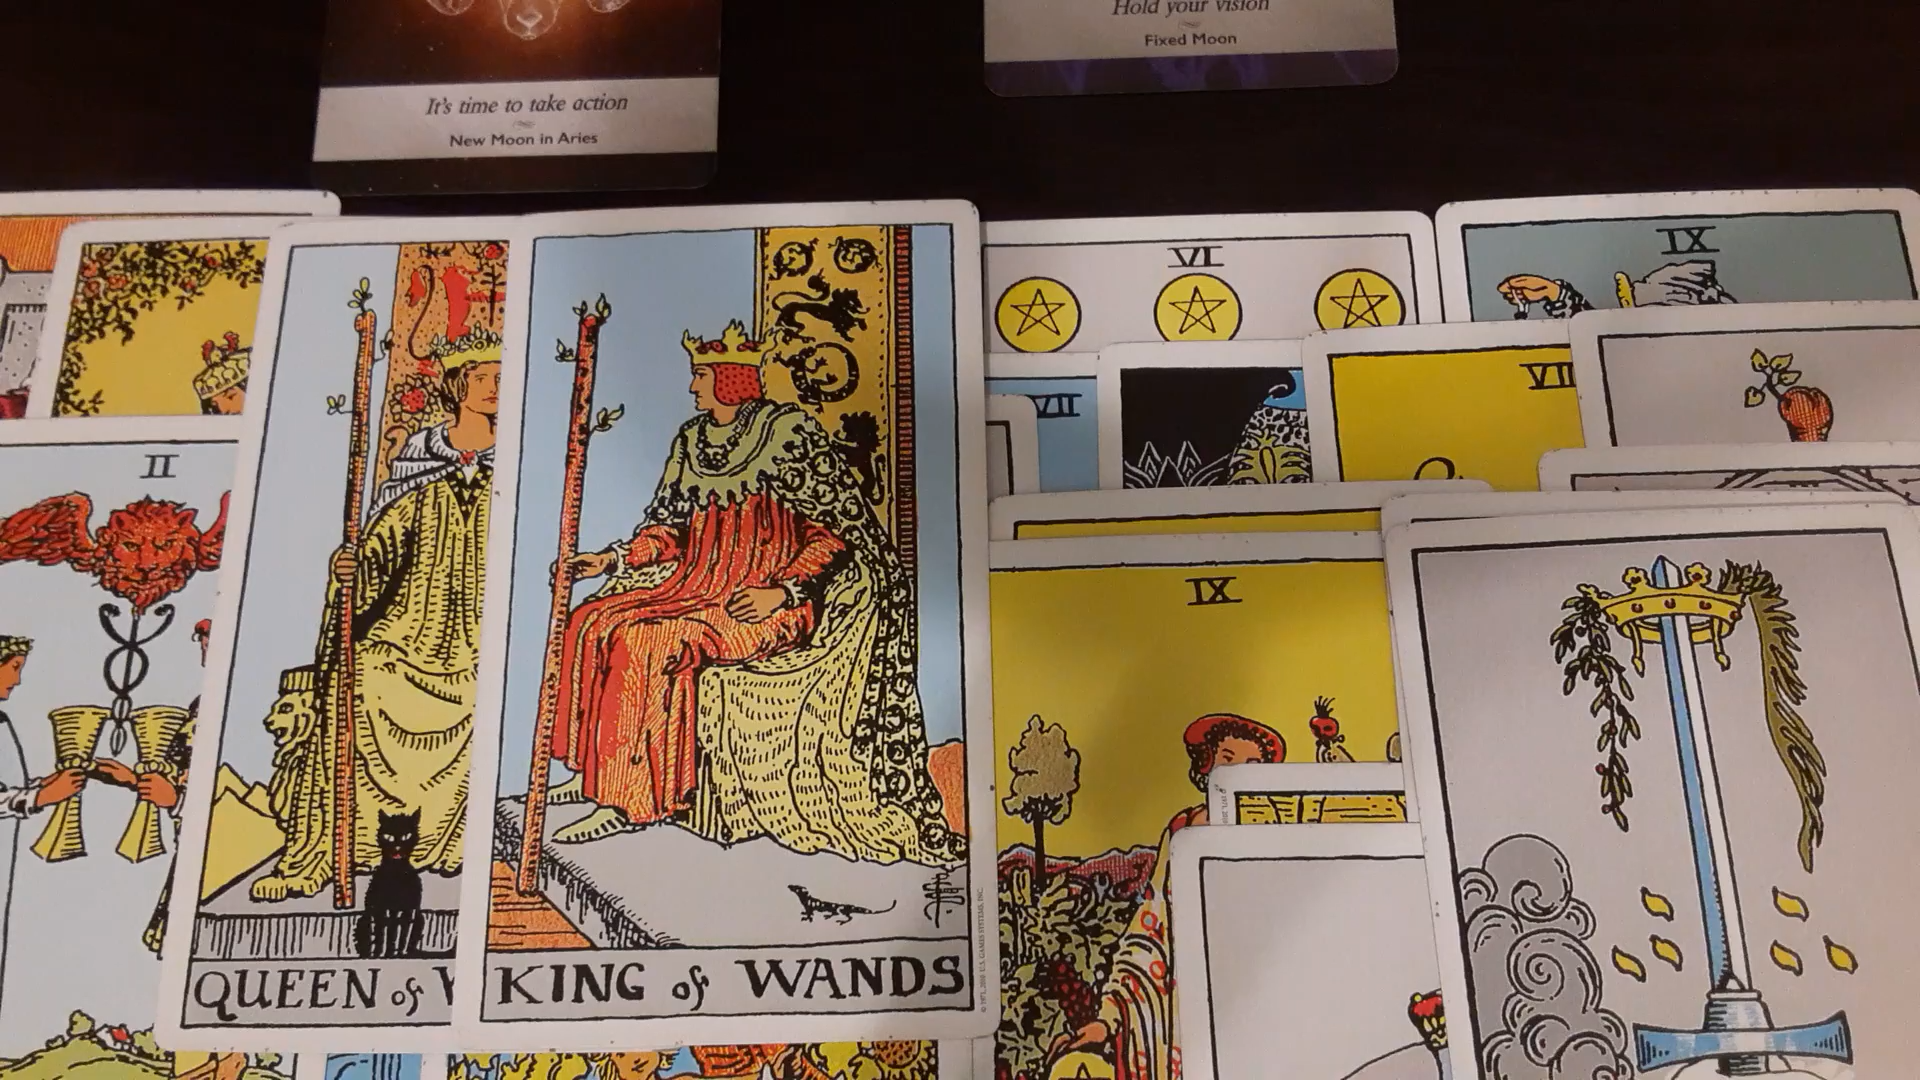 Hold your vision
Fixed Moon
It's time to take action
New Moon in Aries
VI
IX
VII
VII
II
IX
QUEEN of
KING of WANDS